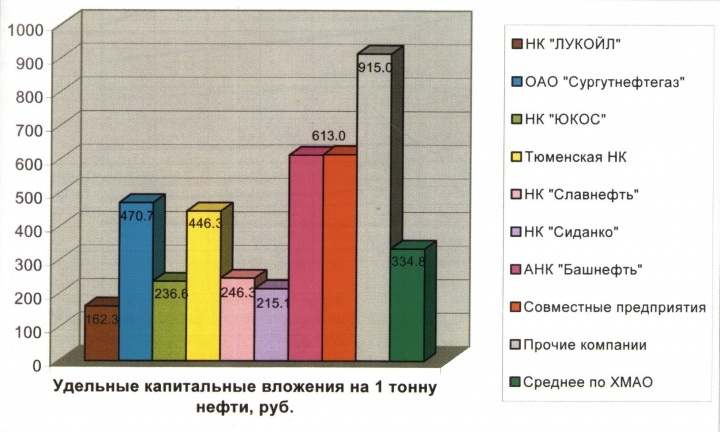 1000
900
800
700
600
500
400
300
200
100
0
162.3
470.7
236.6
446.3
246.3
215.1
613.0
915.0
334.8
Удельные капитальные вложения на 1 тонну
нефти, руб.
НК "ЛУКОЙЛ"
ОАО "Сургутнефтегаз"
НК "ЮКОС"
Тюменская НК
НК "Славнефть"
НК "Сиданко"
АНК "Башнефть"
Совместные предприятия
Прочие компании
Среднее по ХМАО